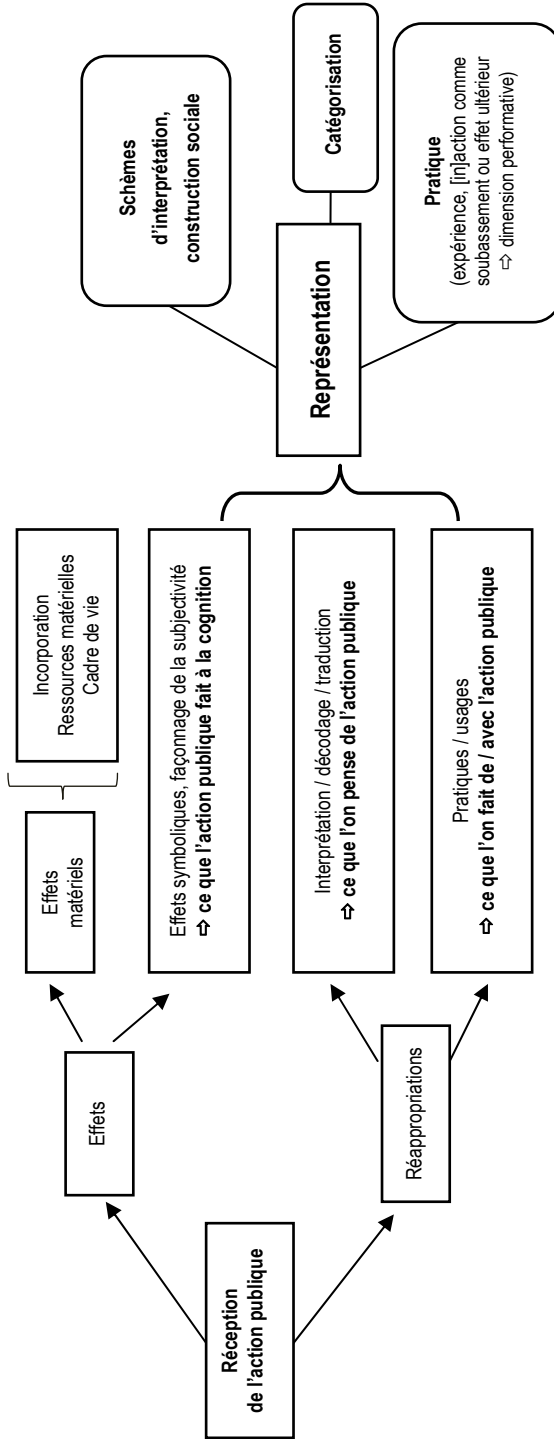 Réception
de l'action publique
Effets
Réappropriations
Effets
matériels
Incorporation
Ressources matérielles
Cadre de vie
Effets symboliques, façonnage de la subjectivité
⇨ ce que l'action publique fait à la cognition
Interprétation / décodage / traduction
⇨ ce que l'on pense de l'action publique
Pratiques / usages
⇨ ce que l'on fait de / avec l'action publique
Représentation
Schèmes
d'interprétation,
construction sociale
Catégorisation
Pratique
(expérience, [in]action comme
soubassement ou effet ultérieur
⇨ dimension performative)